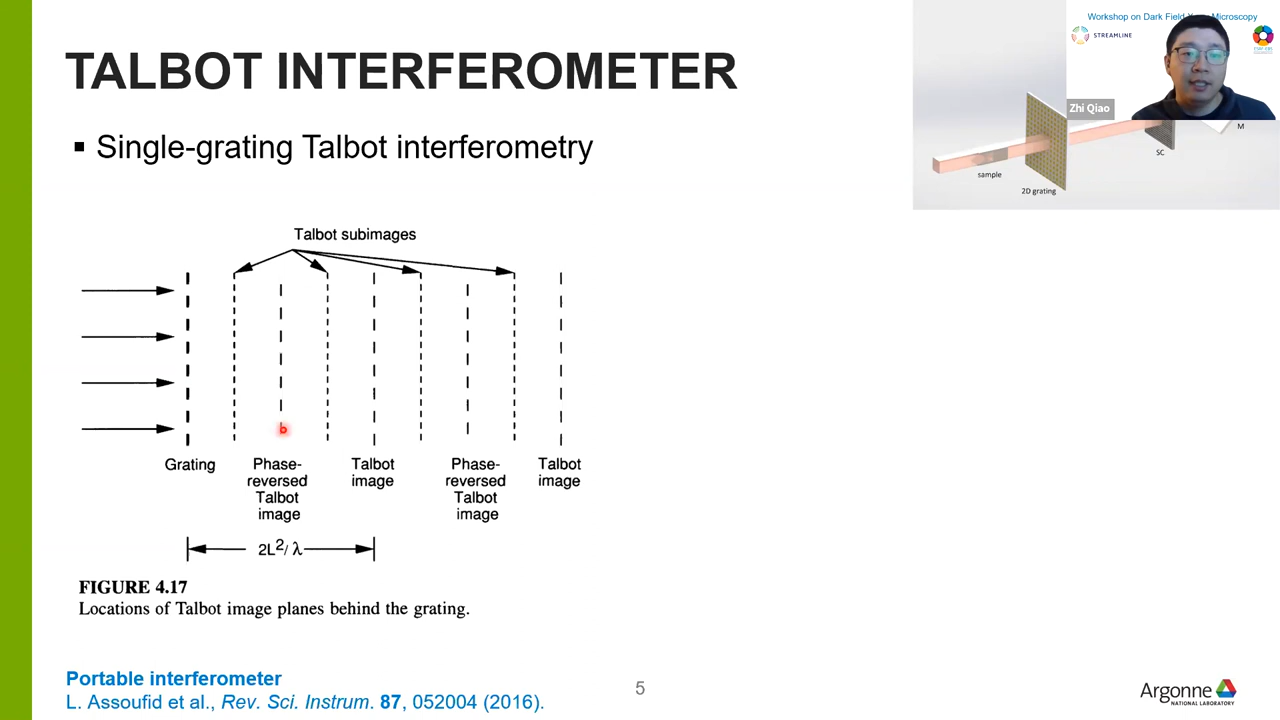 Workshop on Dark Field X-ray Microscopy
STREAMLINE
TALBOT INTERFEROMETER
Zhi Qiao
M
SC
sample
2D grating
▪ Single-grating Talbot interferometry
Talbot subimages
Grating
Phase-
reversed
Talbot
image
Talbot
image
Phase-
reversed
Talbot
image
Talbot
image
2L²/λ
FIGURE 4.17
Locations of Talbot image planes behind the grating.
Portable interferometer
L. Assoufid et al., Rev. Sci. Instrum. 87, 052004 (2016).
5
Argonne
NATIONAL LABORATORY